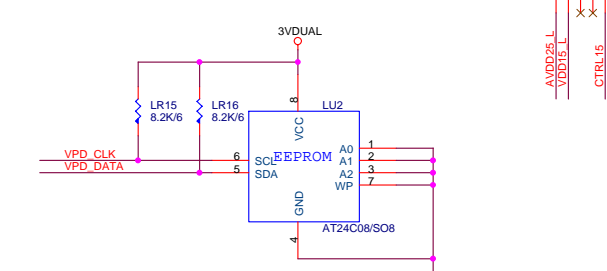 3VDUAL
AVDD25_L
VDD15_L
CTRL15
LR15
8.2K/6
LR16
8.2K/6
LU2
8
VCC
VPD_CLK
VPD_DATA
6
5
SCL
SDA
EEPROM
A0
A1
A2
WP
1
2
3
7
GND
4
AT24C08/SO8